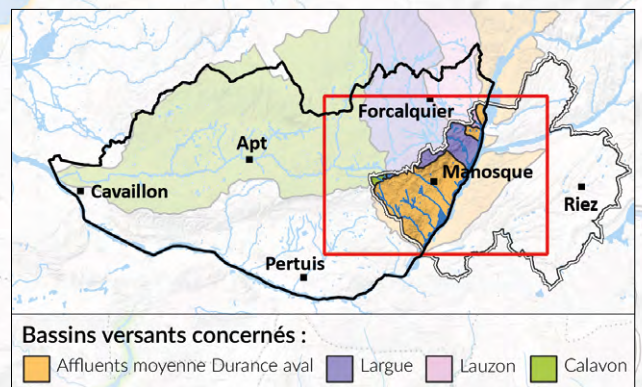 Forcalquier
Apt
Manosque
Cavaillon
Riez
Pertuis
Bassins versants concernés :
Affluents moyenne Durance aval Largue Lauzon Calavon